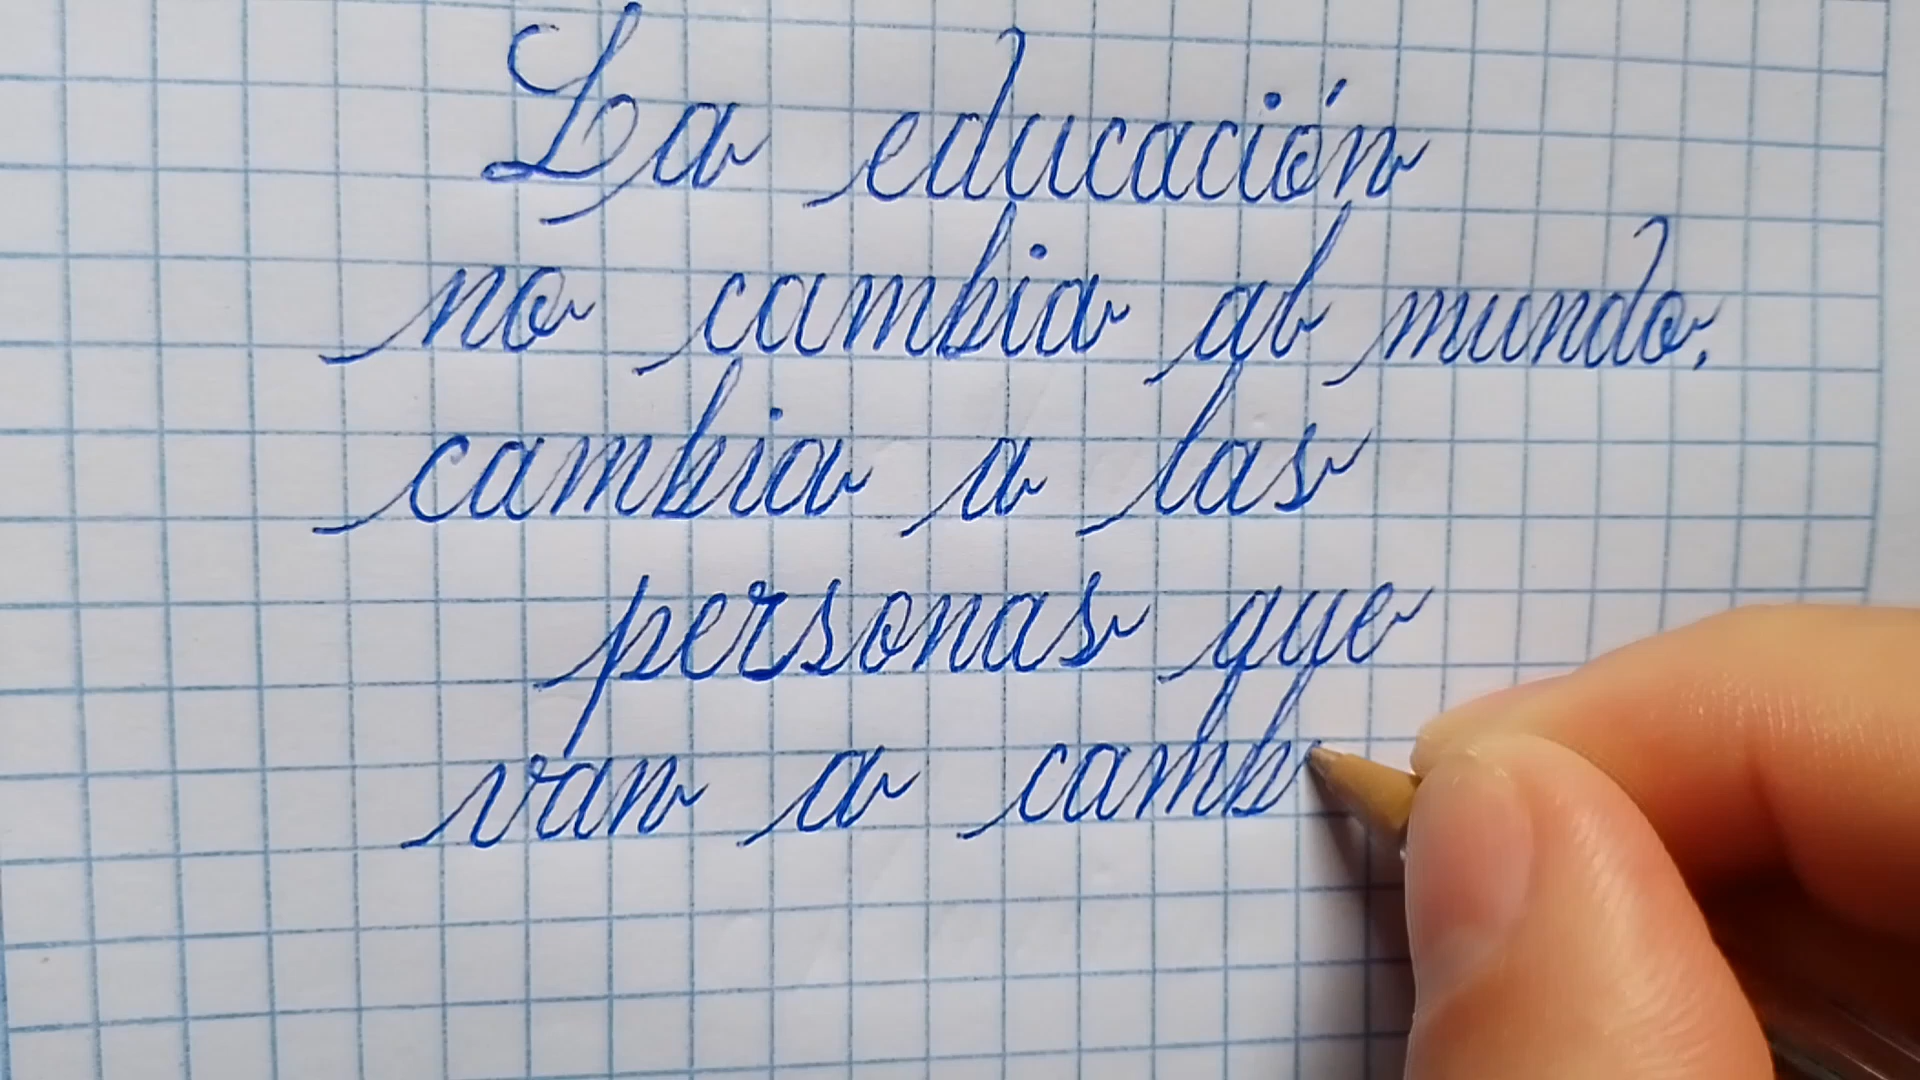 La educación
no cambia al mundo,
cambia a las
personas que
van a camb